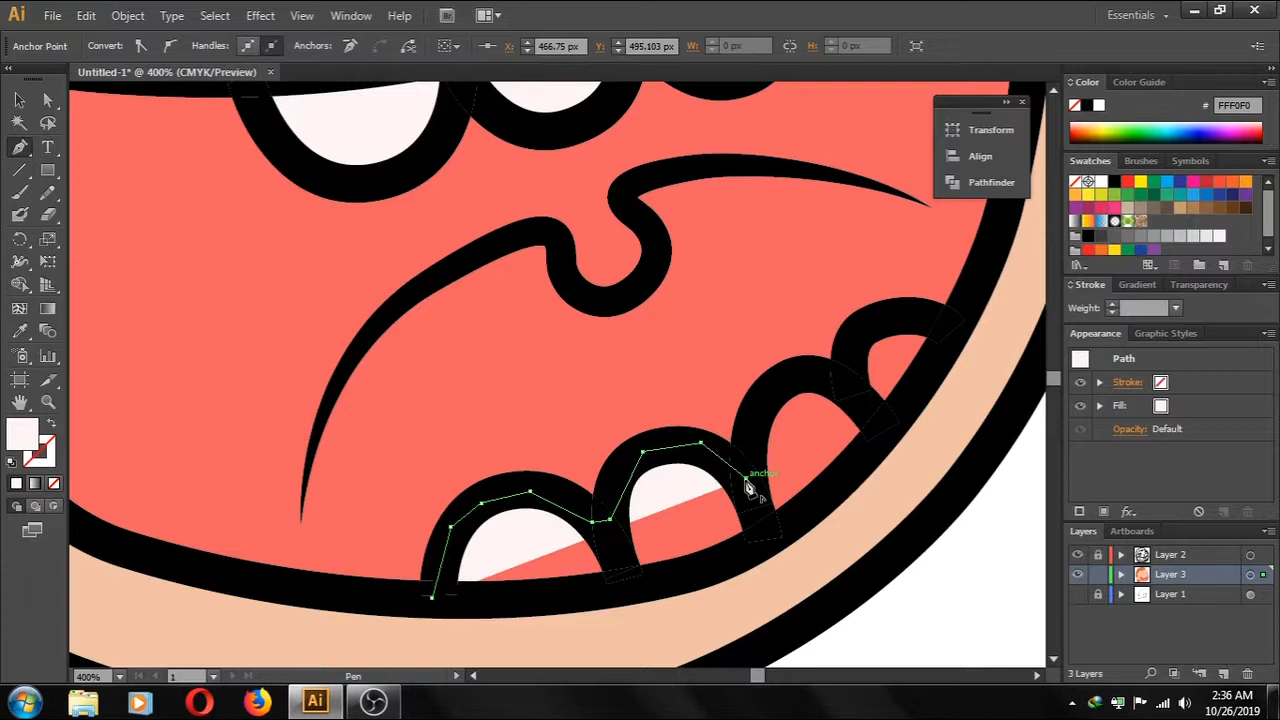 Ai File Edit Object Type Select Effect View Window Help Br Essentials
Anchor Point Convert: Handles: Anchors: X: 466.75 px Y: 495.103 px W: 0 px H: 0 px
Untitled-1* @ 400% (CMYK/Preview)
Color Color Guide
# FFF0F0
Transform
Align
Pathfinder
Swatches Brushes Symbols
Stroke Gradient Transparency
Weight:
Appearance Graphic Styles
Path
Stroke:
Fill:
Opacity: Default
anchor
Layers Artboards
Layer 2
Layer 3
Layer 1
3 Layers
400% 1 Pen
Ai 2:36 AM
10/26/2019